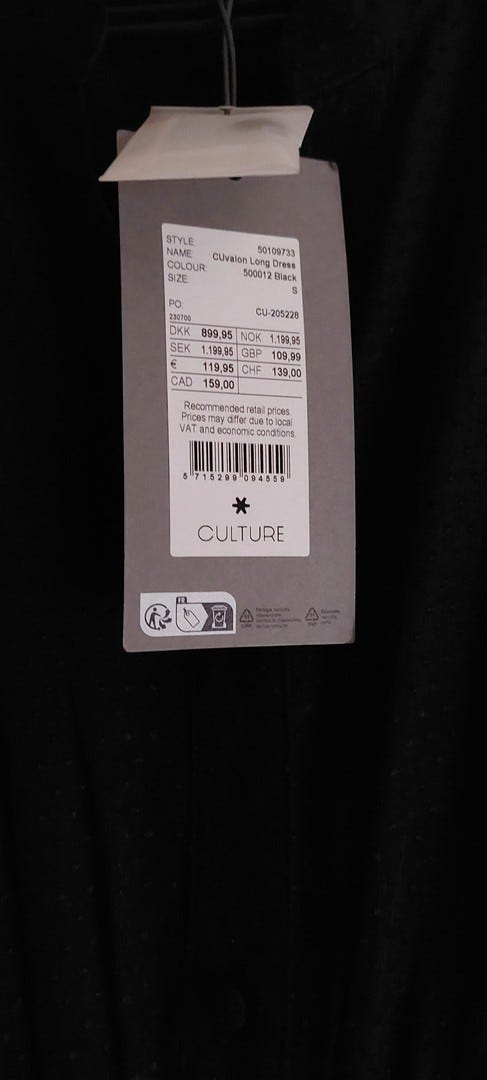 STYLE: 50109733
NAME: CUvalon Long Dress
COLOUR: 500012 Black
SIZE: S
PO: CU-205228
230700
DKK 899,95 NOK 1.199,95
SEK 1.199,95 GBP 109,99
€ 119,95 CHF 139,00
CAD 159,00
Recommended retail prices.
Prices may differ due to local
VAT and economic conditions.
5 715299 094559
CULTURE
FR